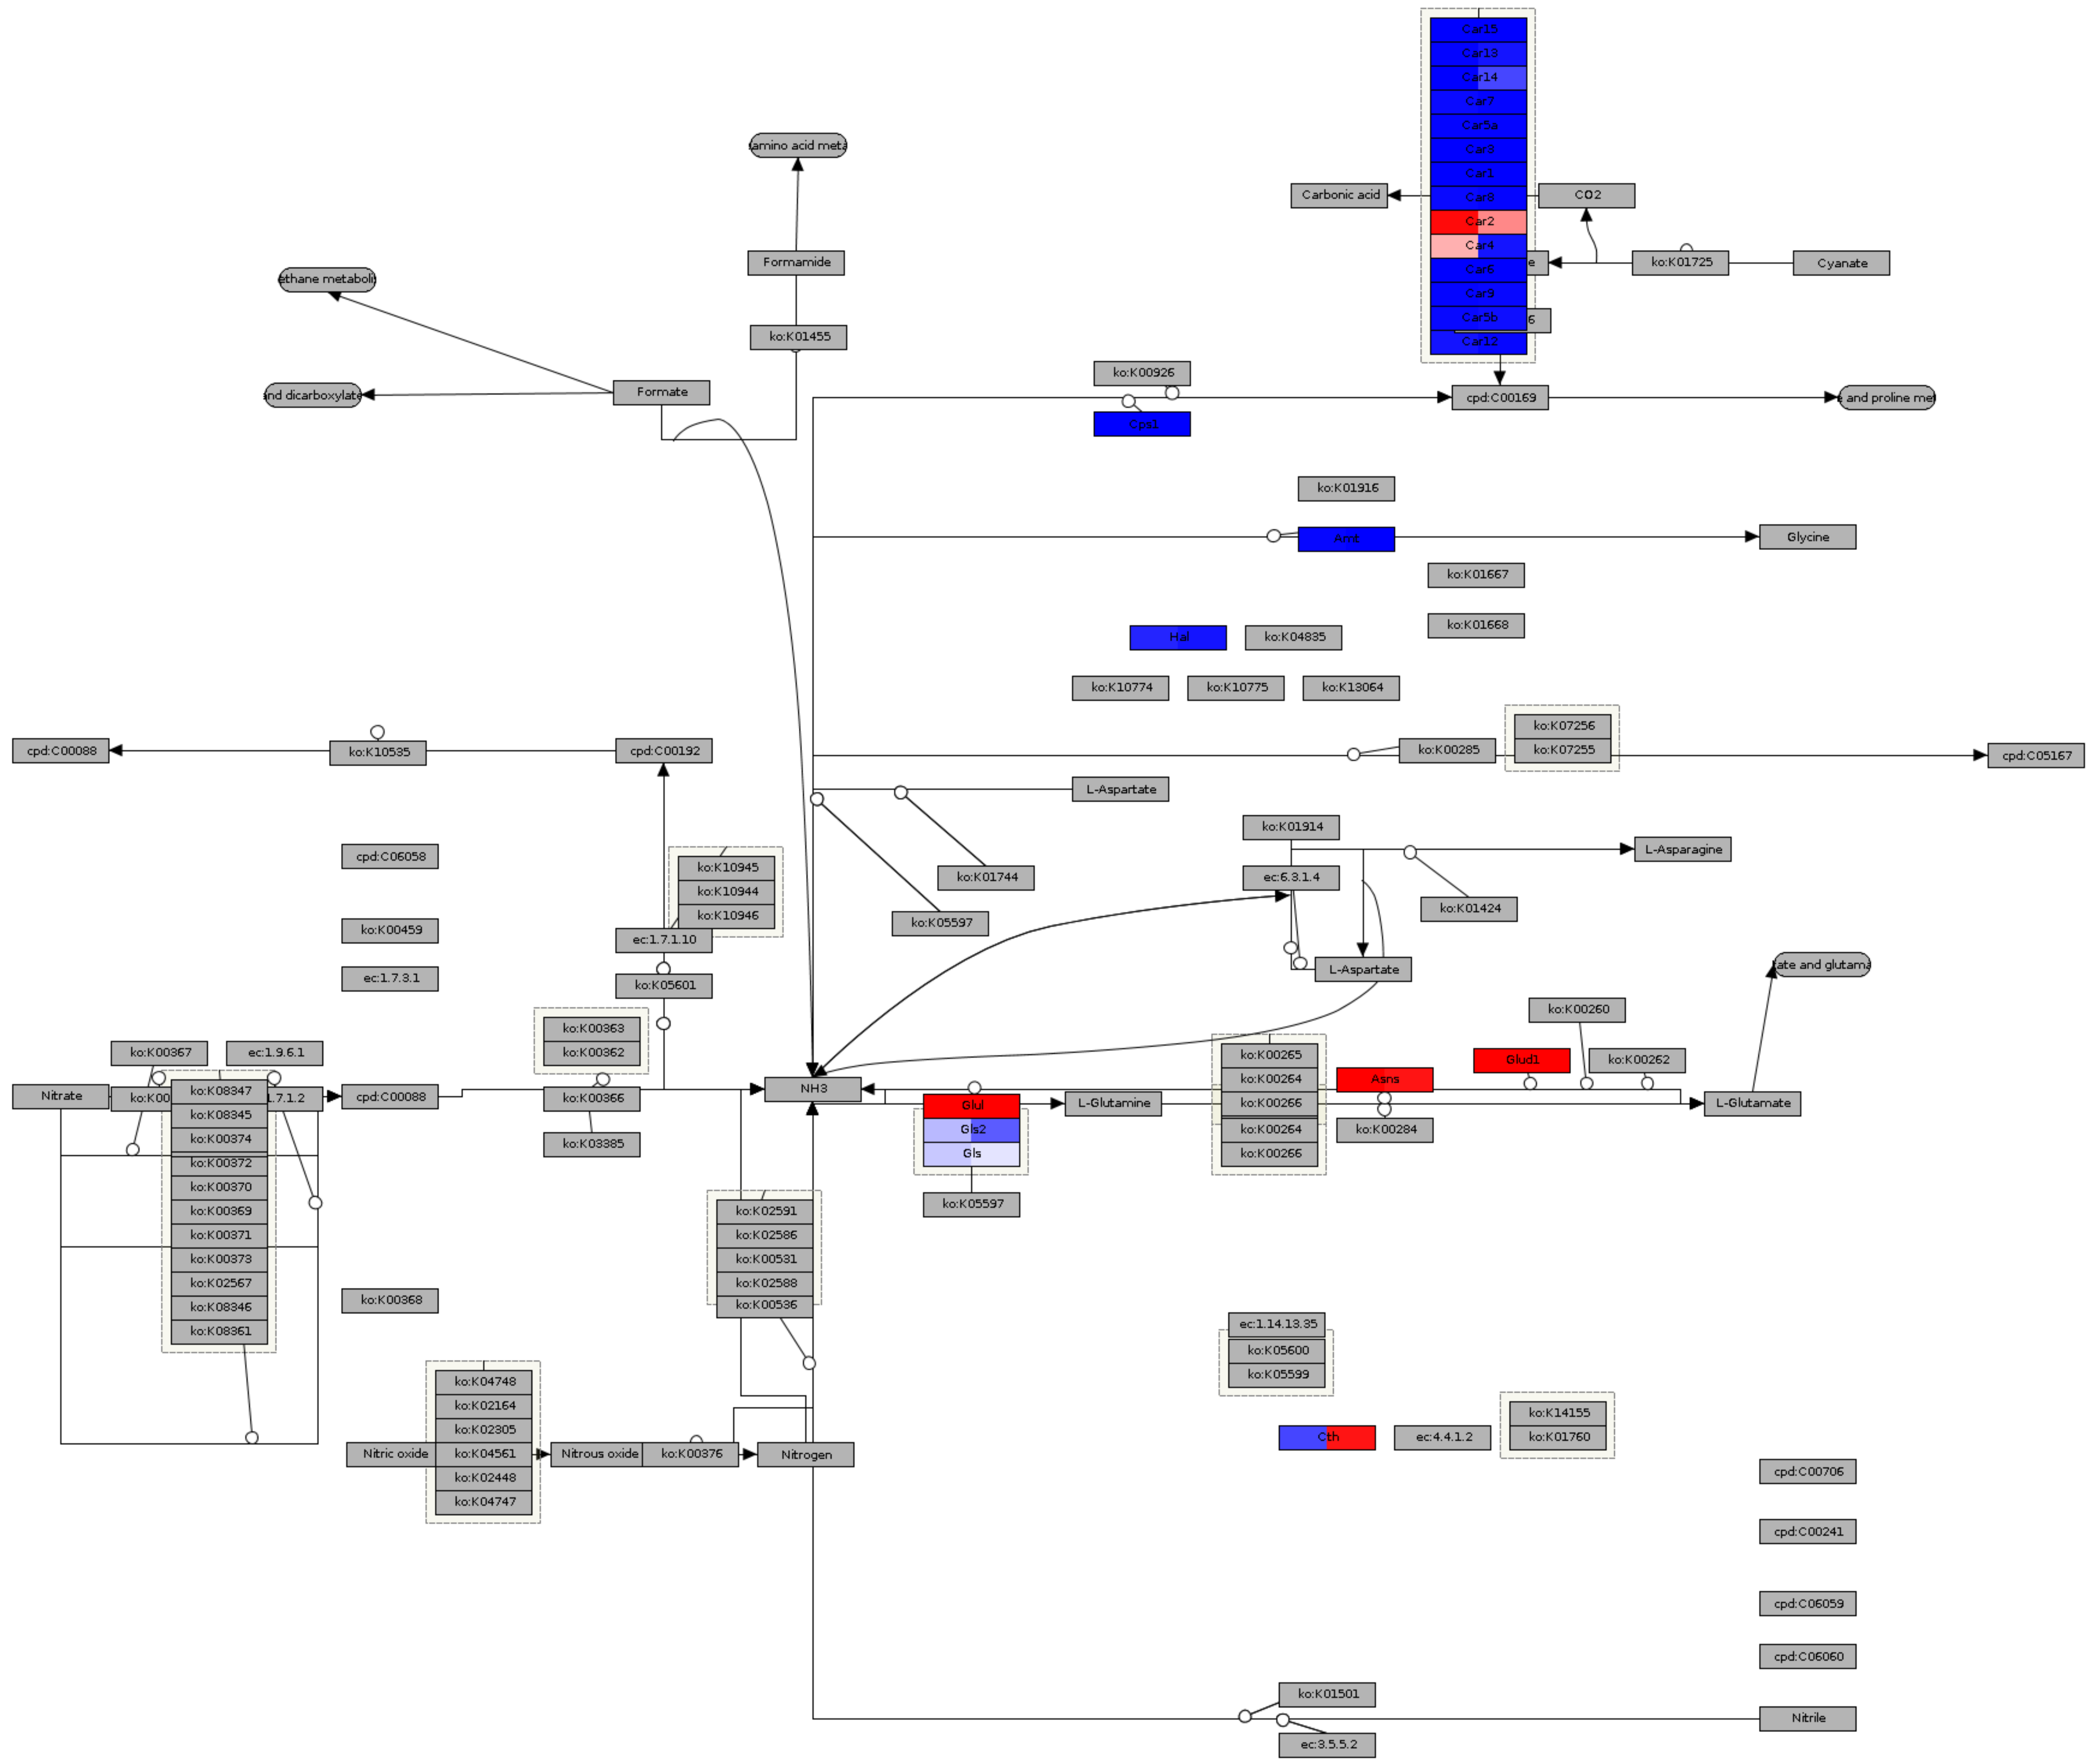 Car15
Car13
Car14
Car7
Car5a
Car3
Car1
Car8
Car2
Car4
Car6
Car9
Car5b
Car12
amino acid meta
Carbonic acid
CO2
Formamide
e
ko:K01725
Cyanate
ethane metabolis
6
ko:K01455
ko:K00926
Formate
nd dicarboxylate
cpd:C00169
e and proline met
Cps1
ko:K01916
Amt
Glycine
ko:K01667
ko:K01668
Hal
ko:K04835
ko:K10774
ko:K10775
ko:K13064
ko:K07256
ko:K07255
cpd:C00088
ko:K10535
cpd:C00192
ko:K00285
cpd:C05167
L-Aspartate
ko:K01914
cpd:C06058
L-Asparagine
ko:K10945
ko:K10944
ko:K10946
ko:K01744
ec:6.3.1.4
ko:K01424
ko:K05597
ko:K00459
ec:1.7.1.10
ec:1.7.3.1
ko:K05601
L-Aspartate
ate and glutama
ko:K00260
ko:K00363
ko:K00362
ko:K00367
ec:1.9.6.1
ko:K00265
ko:K00264
ko:K00266
ko:K00264
ko:K00266
Glud1
ko:K00262
Asns
NH3
Nitrate
ko:K00
1.7.1.2
cpd:C00088
ko:K00366
Glul
Gls2
Gls
L-Glutamine
L-Glutamate
ko:K00284
ko:K03385
ko:K05597
ko:K08347
ko:K08345
ko:K00374
ko:K00372
ko:K00370
ko:K00369
ko:K00371
ko:K00373
ko:K02567
ko:K08346
ko:K08361
ko:K02591
ko:K02586
ko:K00531
ko:K02588
ko:K00536
ko:K00368
ec:1.14.13.35
ko:K05600
ko:K05599
ko:K04748
ko:K02164
ko:K02305
ko:K04561
ko:K02448
ko:K04747
Nitric oxide
Nitrous oxide
ko:K00376
Nitrogen
Cth
ec:4.4.1.2
ko:K14155
ko:K01760
cpd:C00706
cpd:C00241
cpd:C06059
cpd:C06060
ko:K01501
Nitrile
ec:3.5.5.2